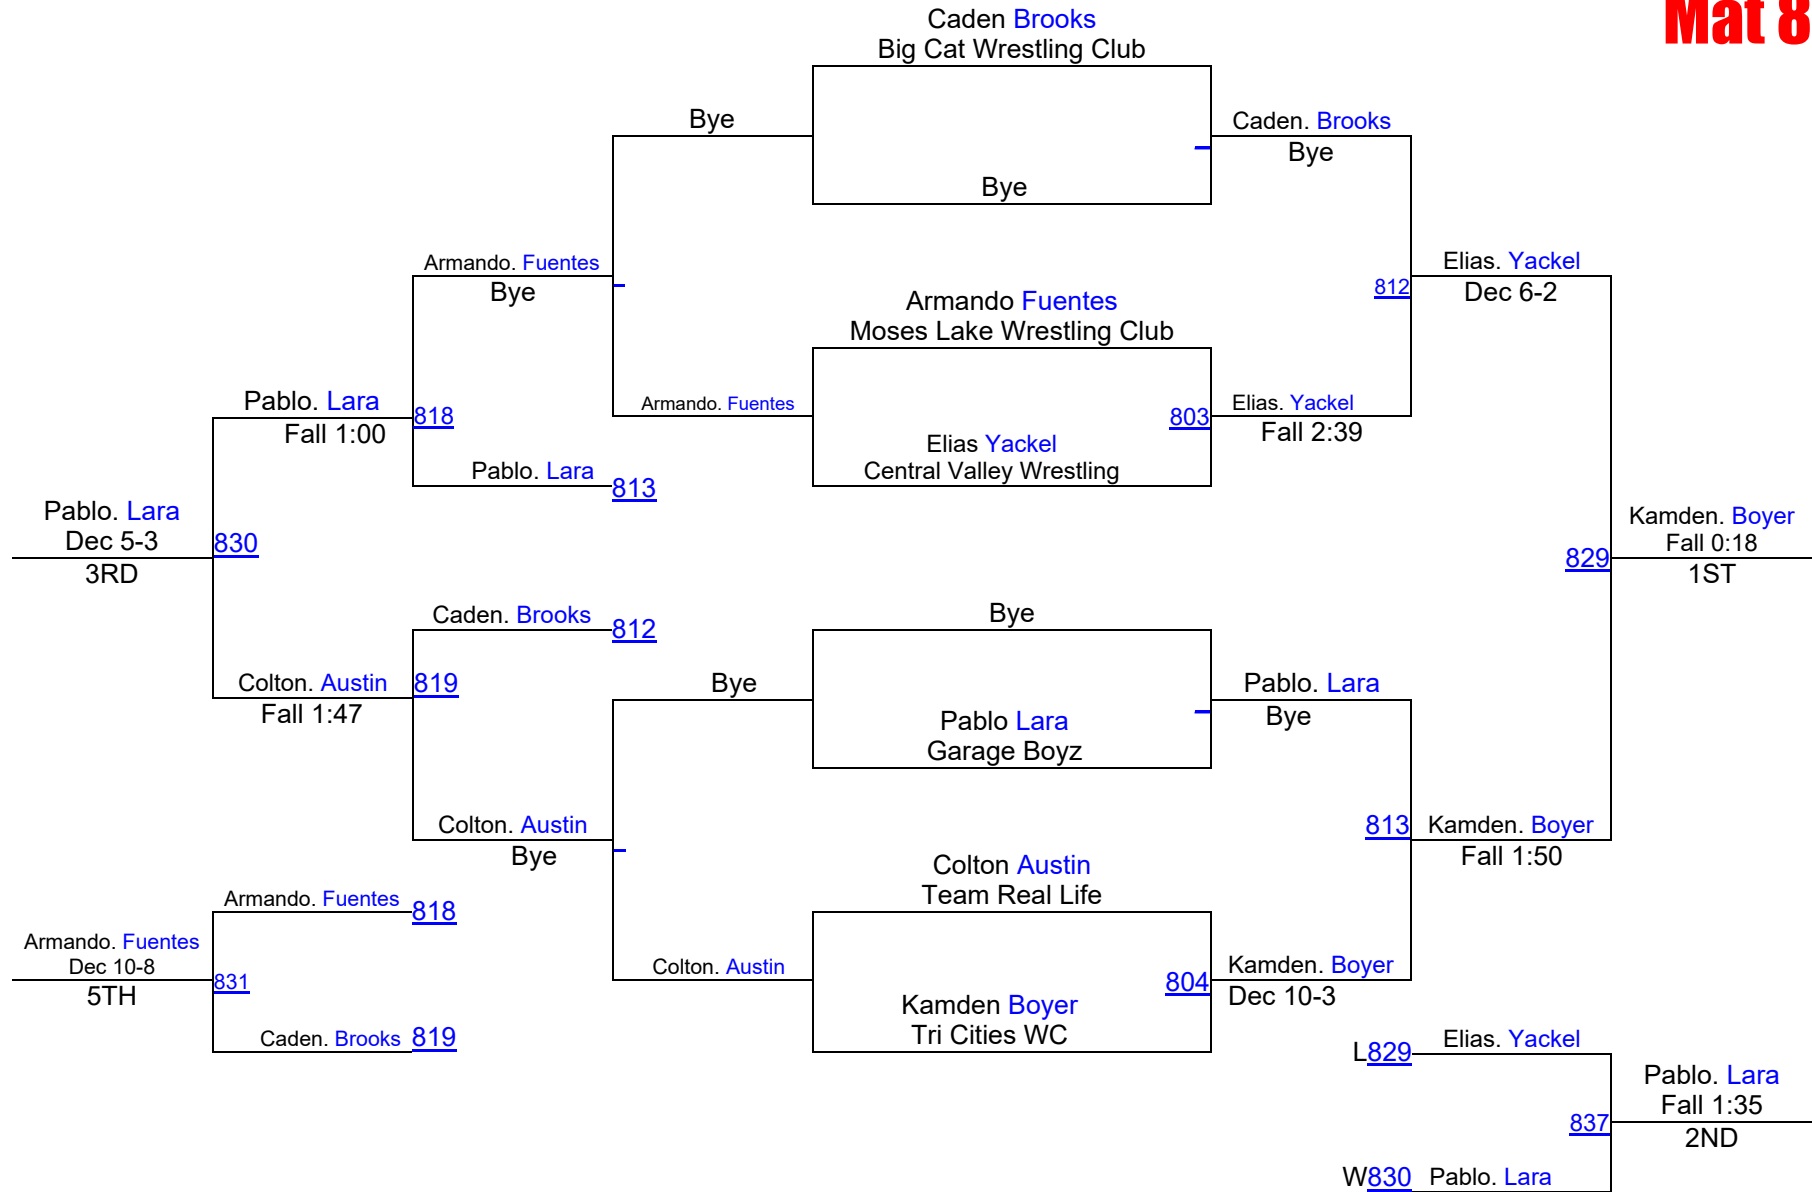 Mat 8
Caden Brooks
Big Cat Wrestling Club
Bye
Caden. Brooks
Bye
Bye
Armando. Fuentes
Bye
Elias. Yackel
Dec 6-2
812
Armando Fuentes
Moses Lake Wrestling Club
Pablo. Lara
Fall 1:00
818
Armando. Fuentes
803
Elias. Yackel
Fall 2:39
Elias Yackel
Central Valley Wrestling
Pablo. Lara
813
Pablo. Lara
Dec 5-3
3RD
830
Kamden. Boyer
Fall 0:18
1ST
829
Caden. Brooks
812
Bye
Colton. Austin
Fall 1:47
819
Bye
Pablo. Lara
Bye
Pablo Lara
Garage Boyz
Colton. Austin
Bye
813
Kamden. Boyer
Fall 1:50
Colton Austin
Team Real Life
Armando. Fuentes
818
Armando. Fuentes
Dec 10-8
5TH
831
Colton. Austin
804
Kamden. Boyer
Dec 10-3
Kamden Boyer
Tri Cities WC
Caden. Brooks
819
L829
Elias. Yackel
Pablo. Lara
Fall 1:35
2ND
837
W830
Pablo. Lara